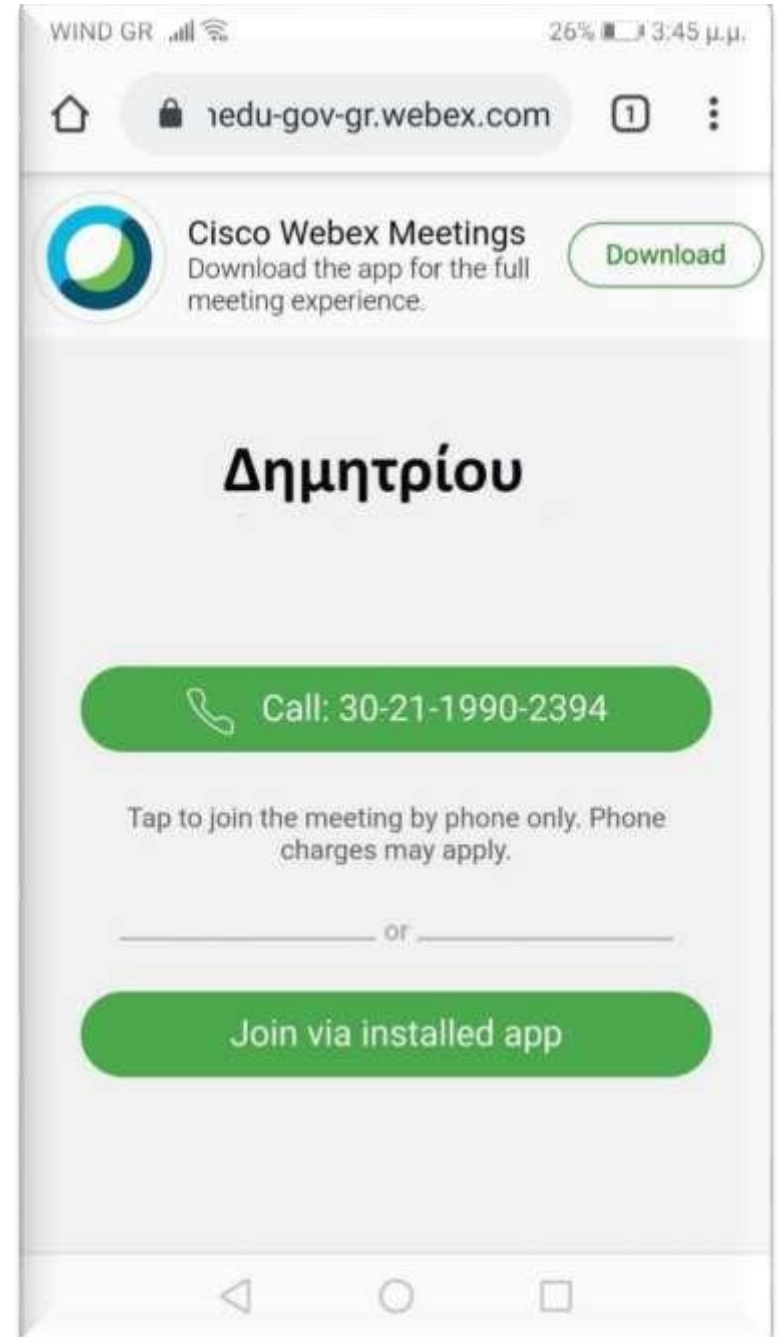 WIND GR 26% 3:45 μ.μ.
nedu-gov-gr.webex.com 1
Cisco Webex Meetings
Download the app for the full
meeting experience.
Download
Δημητρίου
Call: 30-21-1990-2394
Tap to join the meeting by phone only. Phone
charges may apply.
or
Join via installed app